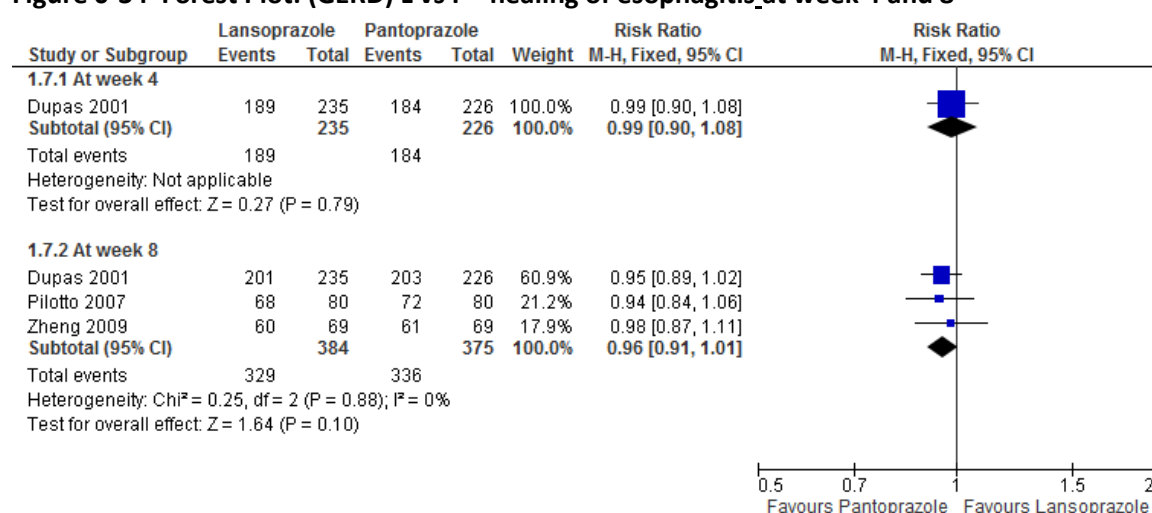 Lansoprazole Pantoprazole Risk Ratio Risk Ratio
Study or Subgroup Events Total Events Total Weight M-H, Fixed, 95% CI M-H, Fixed, 95% CI
1.7.1 At week 4
Dupas 2001 189 235 184 226 100.0% 0.99 [0.90, 1.08]
Subtotal (95% CI) 235 226 100.0% 0.99 [0.90, 1.08]
Total events 189 184
Heterogeneity: Not applicable
Test for overall effect: Z = 0.27 (P = 0.79)
1.7.2 At week 8
Dupas 2001 201 235 203 226 60.9% 0.95 [0.89, 1.02]
Pilotto 2007 68 80 72 80 21.2% 0.94 [0.84, 1.06]
Zheng 2009 60 69 61 69 17.9% 0.98 [0.87, 1.11]
Subtotal (95% CI) 384 375 100.0% 0.96 [0.91, 1.01]
Total events 329 336
Heterogeneity: Chi² = 0.25, df = 2 (P = 0.88); I² = 0%
Test for overall effect: Z = 1.64 (P = 0.10)
0.5 0.7 1 1.5 2
Favours Pantoprazole Favours Lansoprazole